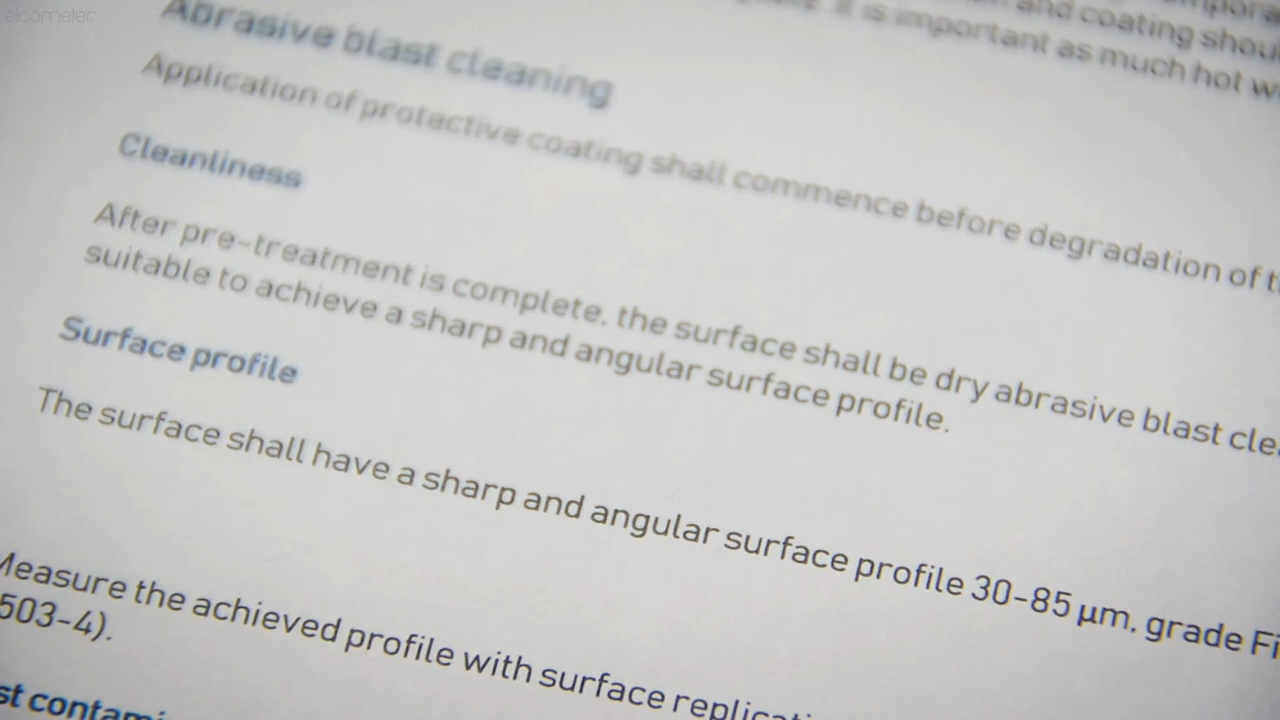 elcometer
and coating shou
it is important as much hot w
Abrasive blast cleaning
Application of protective coating shall commence before degradation of t
Cleanliness
After pre-treatment is complete, the surface shall be dry abrasive blast cle
suitable to achieve a sharp and angular surface profile.
Surface profile
The surface shall have a sharp and angular surface profile 30-85 µm, grade Fi
Measure the achieved profile with surface replicati
503-4).
st contami